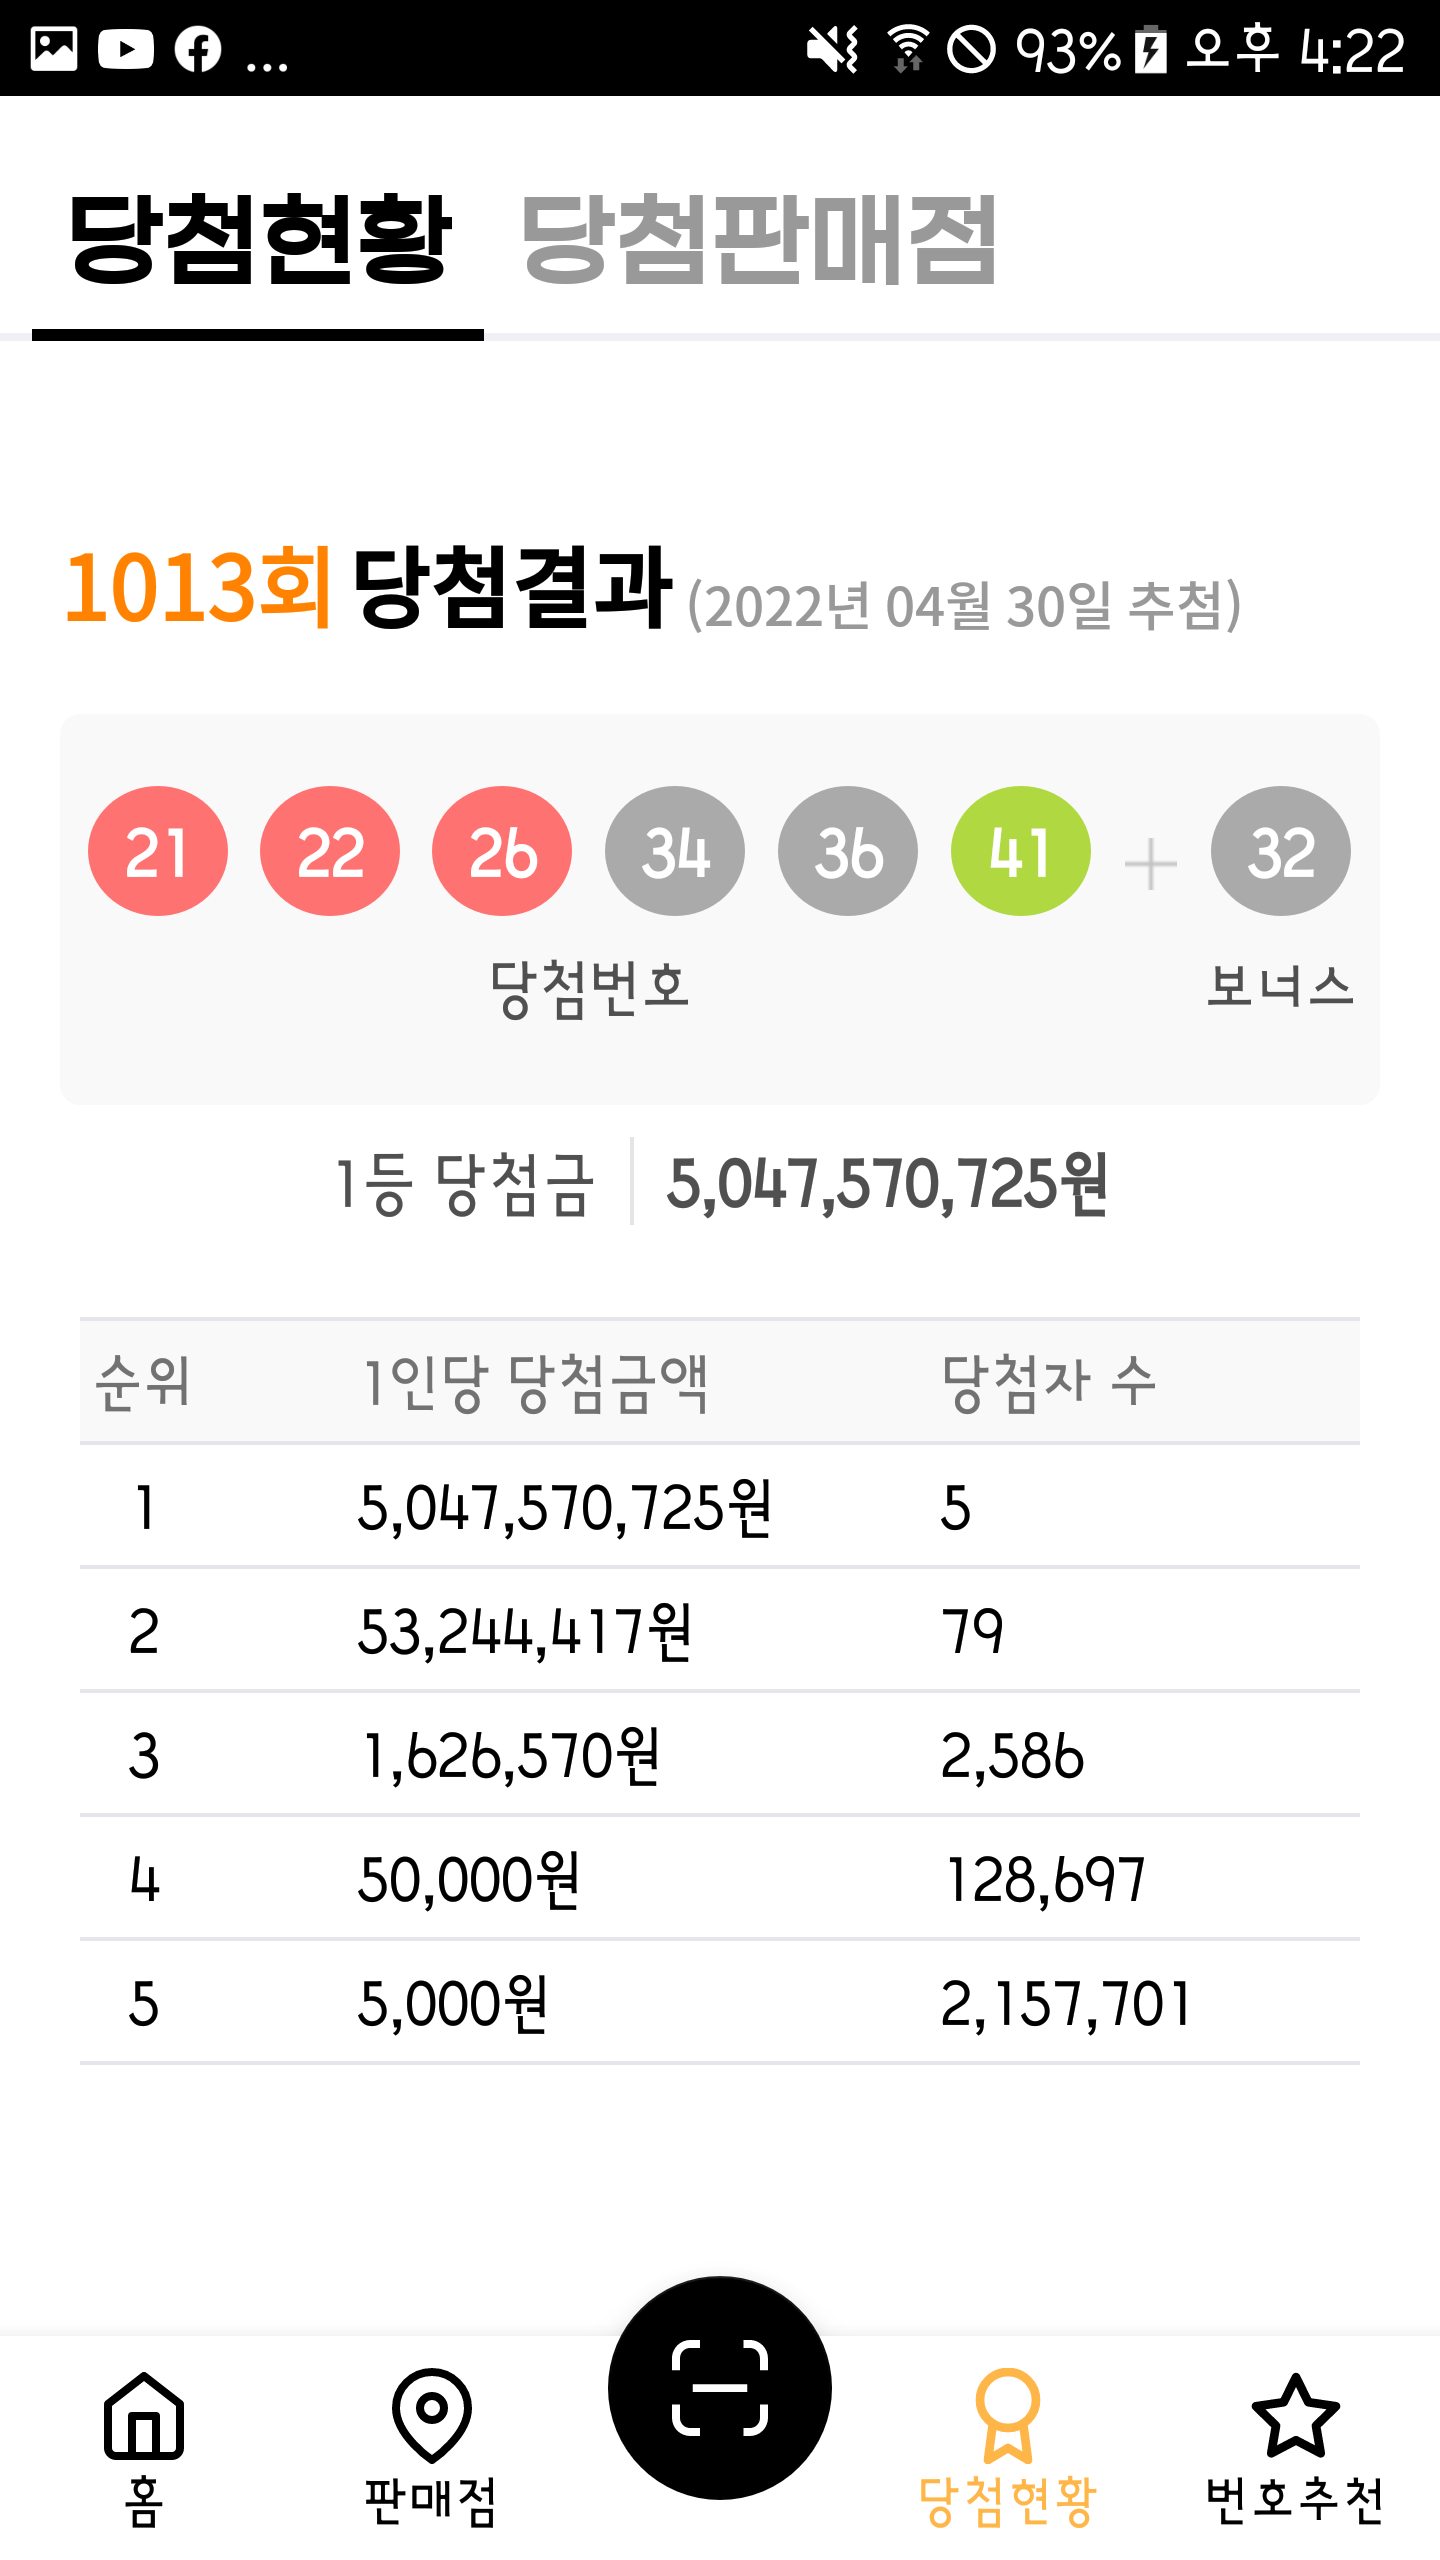 ... 93% 오후 4:22
당첨현황 당첨판매점
1013회 당첨결과 (2022년 04월 30일 추첨)
21 22 26 34 36 41 + 32
당첨번호 보너스
1등 당첨금 5,047,570,725원
순위 1인당 당첨금액 당첨자 수
1 5,047,570,725원 5
2 53,244,417원 79
3 1,626,570원 2,586
4 50,000원 128,697
5 5,000원 2,157,701
홈 판매점 당첨현황 번호추천